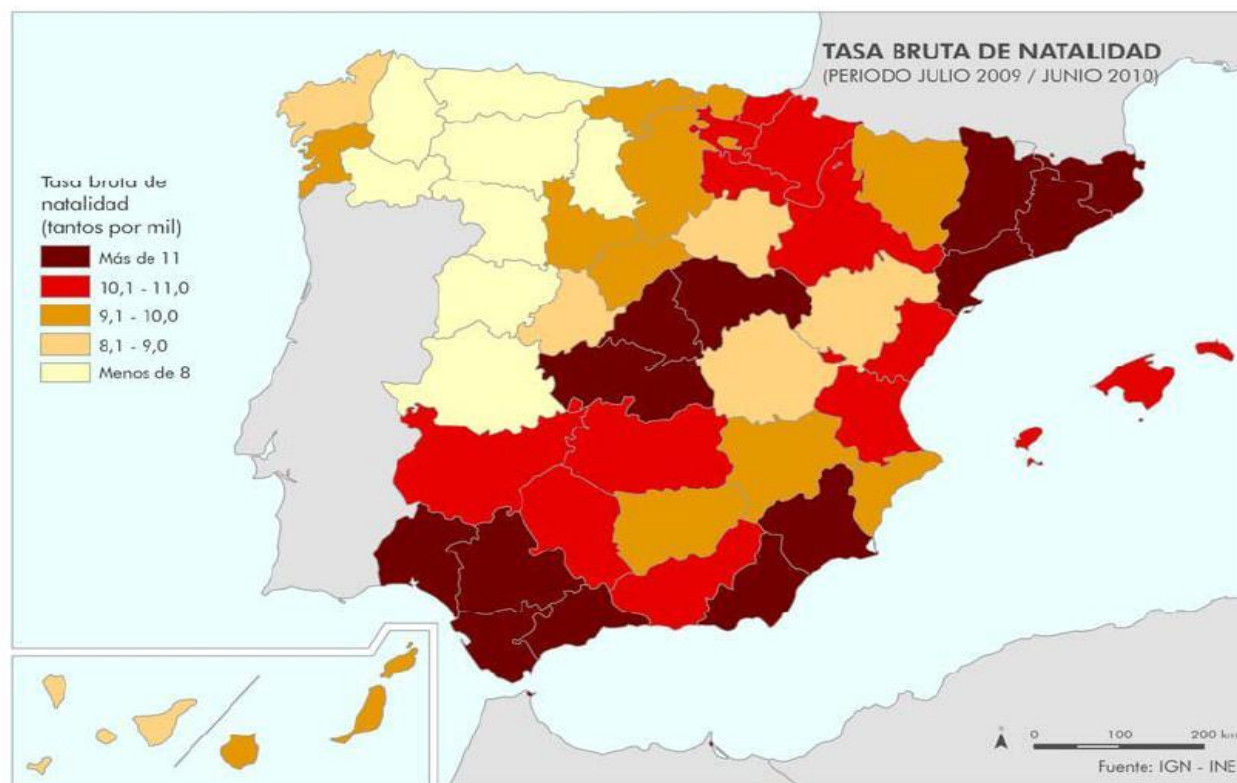 TASA BRUTA DE NATALIDAD
(PERIODO JULIO 2009 / JUNIO 2010)
Tasa bruta de
natalidad
(tantos por mil)
Más de 11
10,1 - 11,0
9,1 - 10,0
8,1 - 9,0
Menos de 8
0 100 200 km
Fuente: IGN - INE